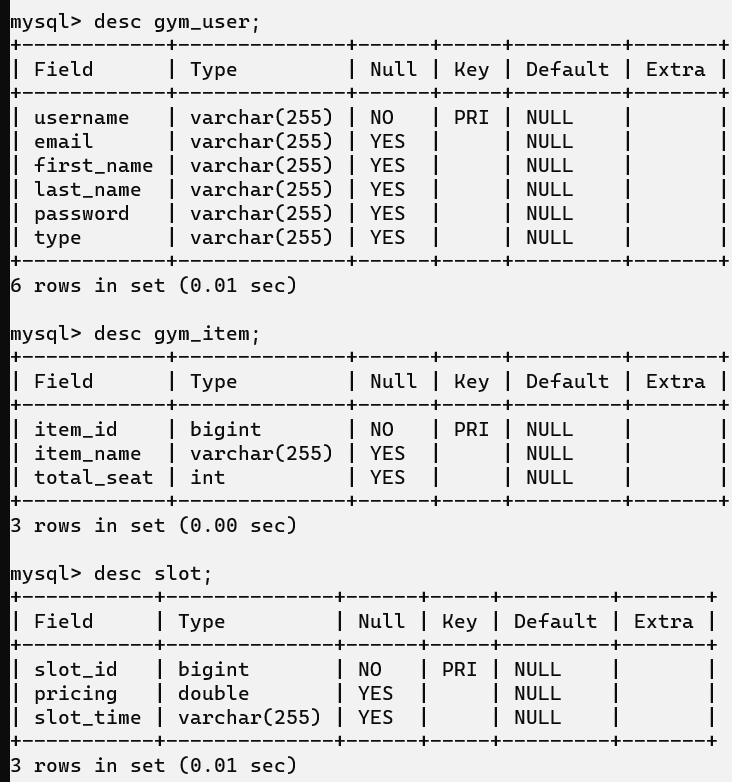 mysql> desc gym_user;
+------------+--------------+------+-----+---------+-------+
| Field      | Type         | Null | Key | Default | Extra |
+------------+--------------+------+-----+---------+-------+
| username   | varchar(255) | NO   | PRI | NULL    |       |
| email      | varchar(255) | YES  |     | NULL    |       |
| first_name | varchar(255) | YES  |     | NULL    |       |
| last_name  | varchar(255) | YES  |     | NULL    |       |
| password   | varchar(255) | YES  |     | NULL    |       |
| type       | varchar(255) | YES  |     | NULL    |       |
+------------+--------------+------+-----+---------+-------+
6 rows in set (0.01 sec)
mysql> desc gym_item;
+------------+--------------+------+-----+---------+-------+
| Field      | Type         | Null | Key | Default | Extra |
+------------+--------------+------+-----+---------+-------+
| item_id    | bigint       | NO   | PRI | NULL    |       |
| item_name  | varchar(255) | YES  |     | NULL    |       |
| total_seat | int          | YES  |     | NULL    |       |
+------------+--------------+------+-----+---------+-------+
3 rows in set (0.00 sec)
mysql> desc slot;
+-----------+--------------+------+-----+---------+-------+
| Field     | Type         | Null | Key | Default | Extra |
+-----------+--------------+------+-----+---------+-------+
| slot_id   | bigint       | NO   | PRI | NULL    |       |
| pricing   | double       | YES  |     | NULL    |       |
| slot_time | varchar(255) | YES  |     | NULL    |       |
+-----------+--------------+------+-----+---------+-------+
3 rows in set (0.01 sec)